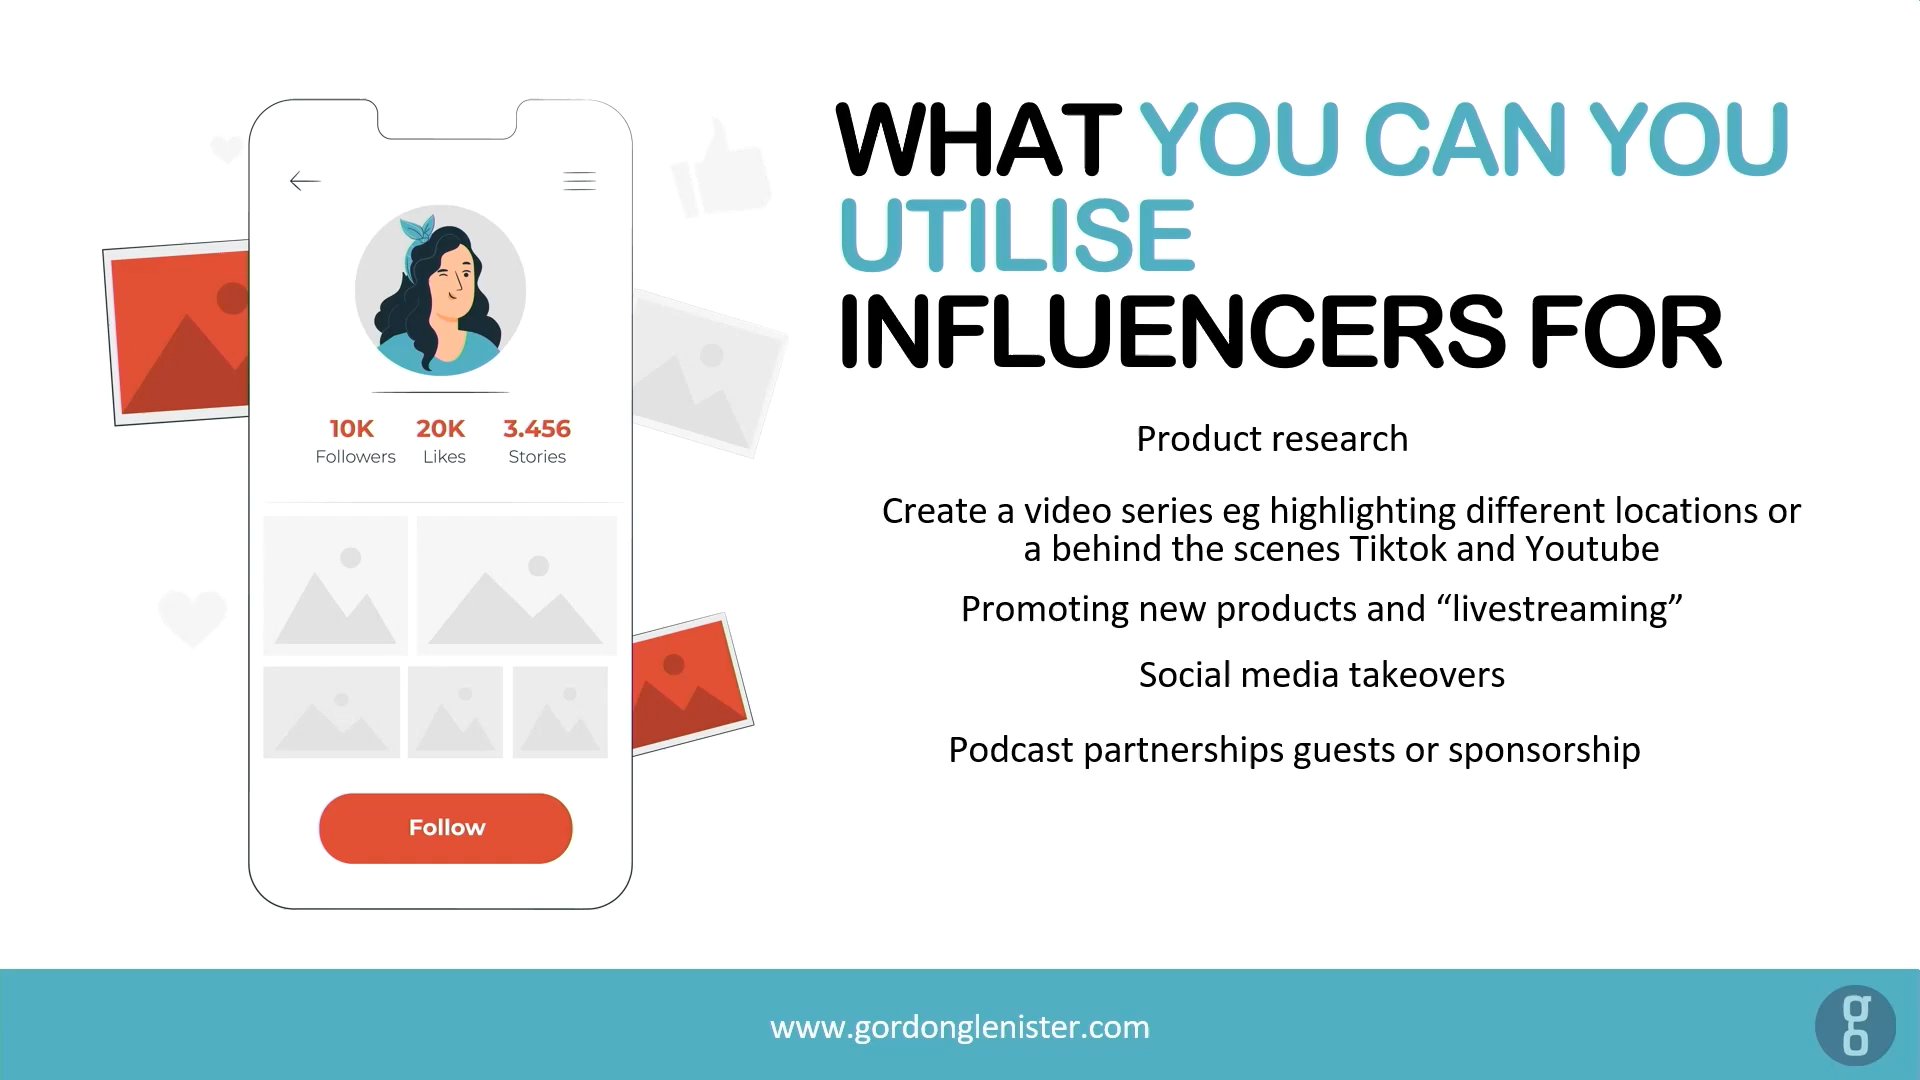 WHAT YOU CAN YOU
UTILISE
INFLUENCERS FOR
10K
20K
3.456
Followers
Likes
Stories
Follow
Product research
Create a video series eg highlighting different locations or
a behind the scenes Tiktok and Youtube
Promoting new products and “livestreaming”
Social media takeovers
Podcast partnerships guests or sponsorship
www.gordonglenister.com
g
o